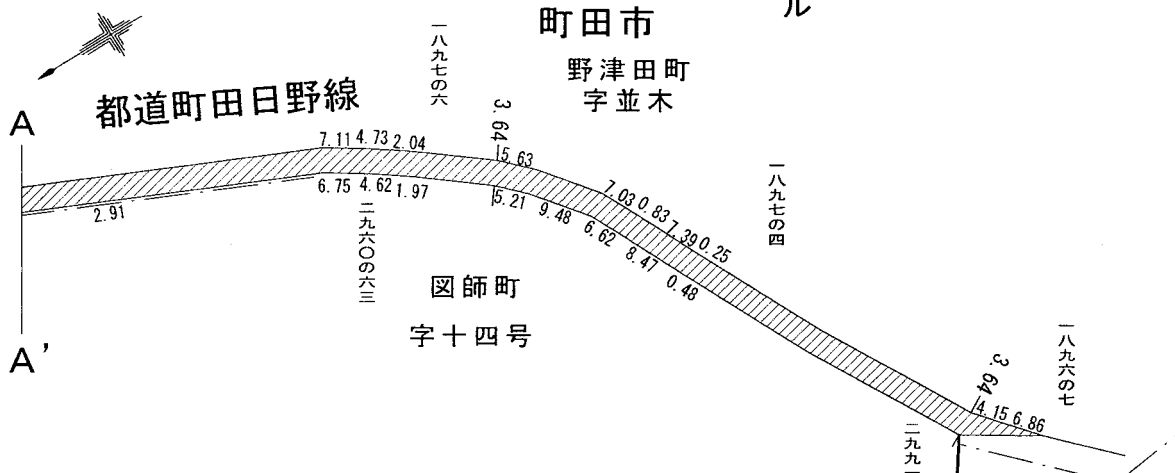 ル
町田市
野津田町
字並木
一八九七の六
都道町田日野線
A
A'
3.64
7.11 4.73 2.04
5.63
7.03 0.83 7.39 0.25
一八九七の四
2.91
6.75 4.62 1.97
5.21 9.48 6.62 8.47 0.48
二九六〇の六三
図師町
字十四号
3.64
4.15 6.86
一八九六の七
二九九一